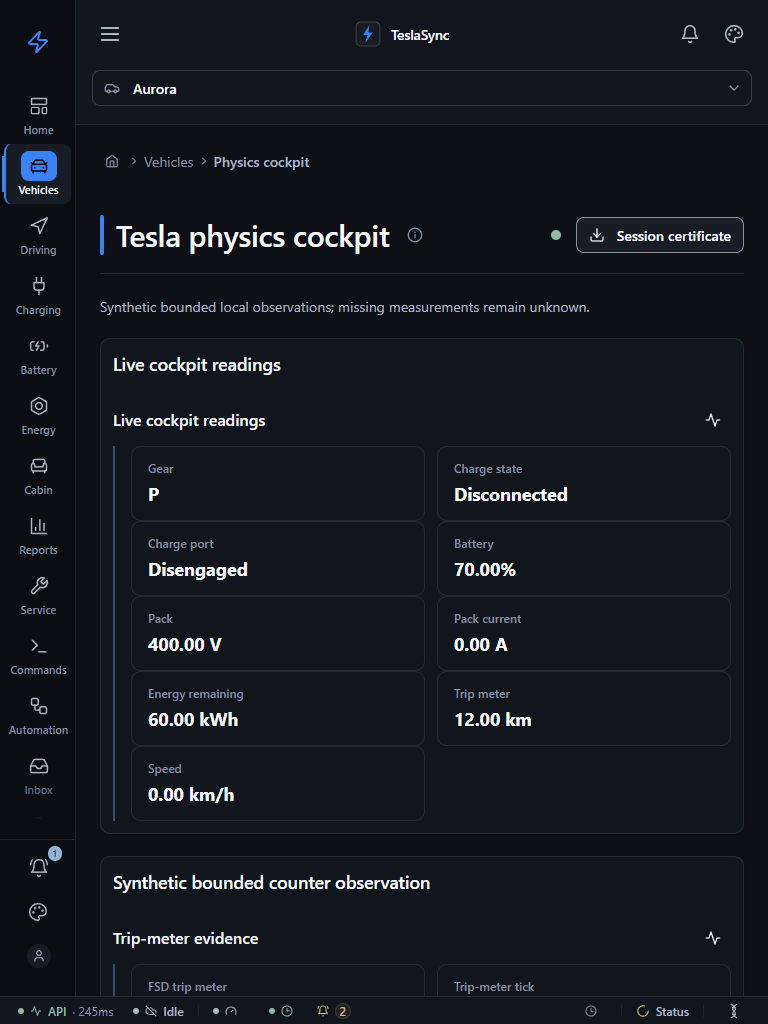 TeslaSync
Aurora
Home
Vehicles
Driving
Charging
Battery
Energy
Cabin
Reports
Service
Commands
Automation
Inbox
1
Vehicles
Physics cockpit
Tesla physics cockpit
Session certificate
Synthetic bounded local observations; missing measurements remain unknown.
Live cockpit readings
Live cockpit readings
Gear
P
Charge state
Disconnected
Charge port
Disengaged
Battery
70.00%
Pack
400.00 V
Pack current
0.00 A
Energy remaining
60.00 kWh
Trip meter
12.00 km
Speed
0.00 km/h
Synthetic bounded counter observation
Trip-meter evidence
FSD trip meter
Trip-meter tick
API · 245ms
Idle
2
Status